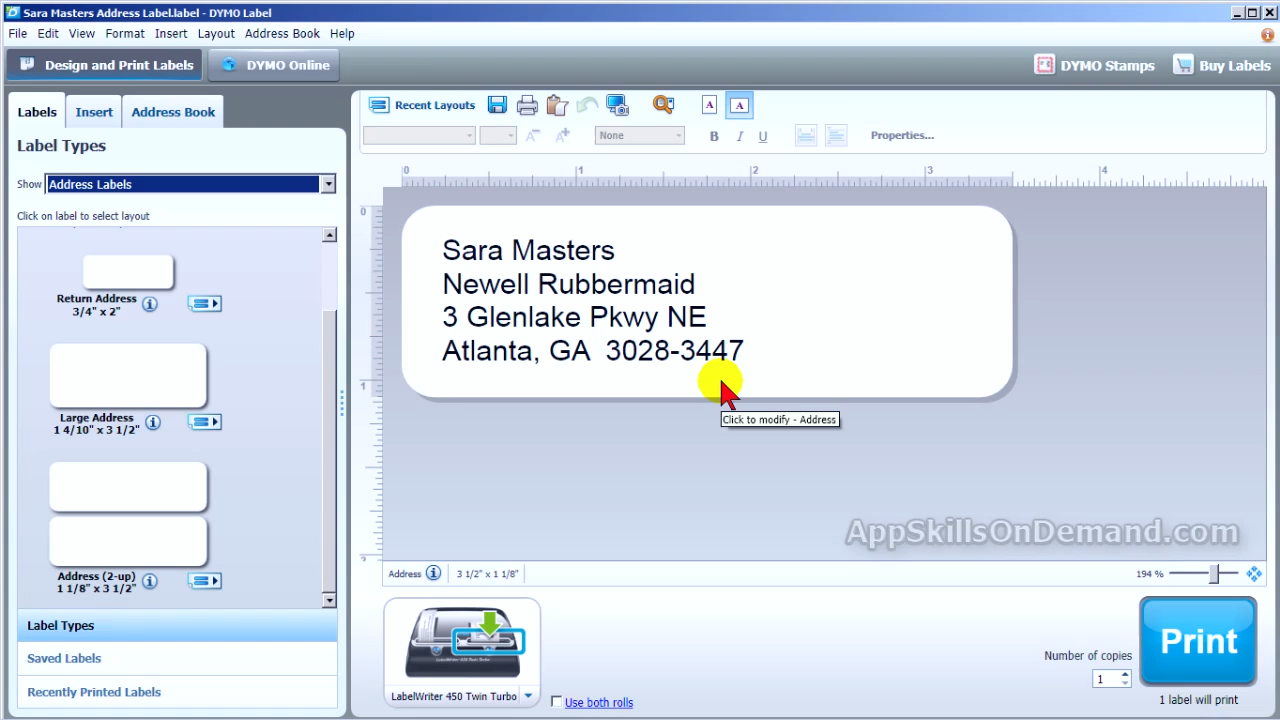 Sara Masters Address Label.label - DYMO Label
File Edit View Format Insert Layout Address Book Help
Design and Print Labels DYMO Online DYMO Stamps Buy Labels
Labels Insert Address Book
Recent Layouts A A
Label Types
None B I U Properties...
Show Address Labels
0 1 2 3 4
Click on label to select layout
0
Return Address
3/4" x 2"
Large Address
1 4/10" x 3 1/2"
Address (2-up)
1 1/8" x 3 1/2"
Sara Masters
Newell Rubbermaid
3 Glenlake Pkwy NE
Atlanta, GA 3028-3447
1
Click to modify - Address
AppSkillsOnDemand.com
Address 3 1/2" x 1 1/8" 194 %
Label Types
Saved Labels
Recently Printed Labels
LabelWriter 450 Twin Turbo
Use both rolls
Number of copies
1
Print
1 label will print